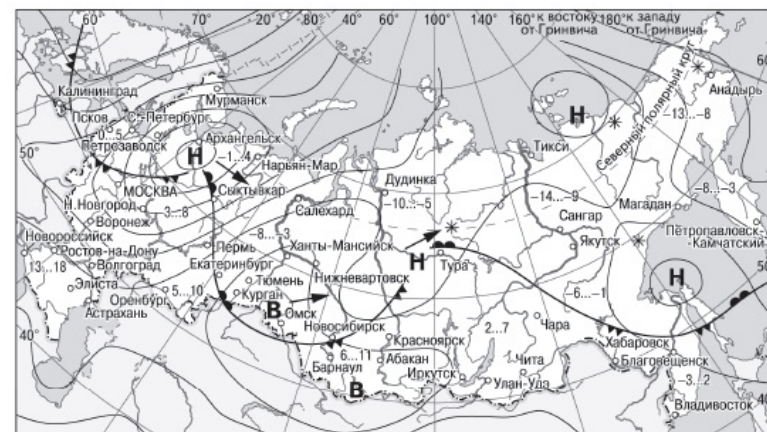 60° 70° 20° 20° 40° 60° 100° 140° 160° к востоку 180° к западу
от Гринвича от Гринвича
60
Калининград
Мурманск
Северный полярный круг
Анадырь
Псков С.-Петербург
Н
–13...–8
0...5
Архангельск
Петрозаводск
Н
–1...4
Нарьян-Мар
Тикси
50°
МОСКВА
Сыктывкар
Дудинка
–10...–5
–14...–9
–8...–3
Н.Новгород
3...8
Салехард
Сангар
Магадан
Воронеж
–8...–3
Петропавловск-
Камчатский
Новороссийск
Пермь
Ханты-Мансийск
Н
Тура
Якутск
Ростов-на-Дону
Екатеринбург
Волгоград
Нижневартовск
Н
13...18
Тюмень
–6...–1
Элиста
5...10
Курган
В
Омск
Оренбург
Астрахань
Новосибирск
2...7
Чара
Красноярск
Хабаровск
40°
6...11
Абакан
Чита
Благовещенск
Барнаул
Иркутск
Улан-Удэ
–3...2
В
Владивосток